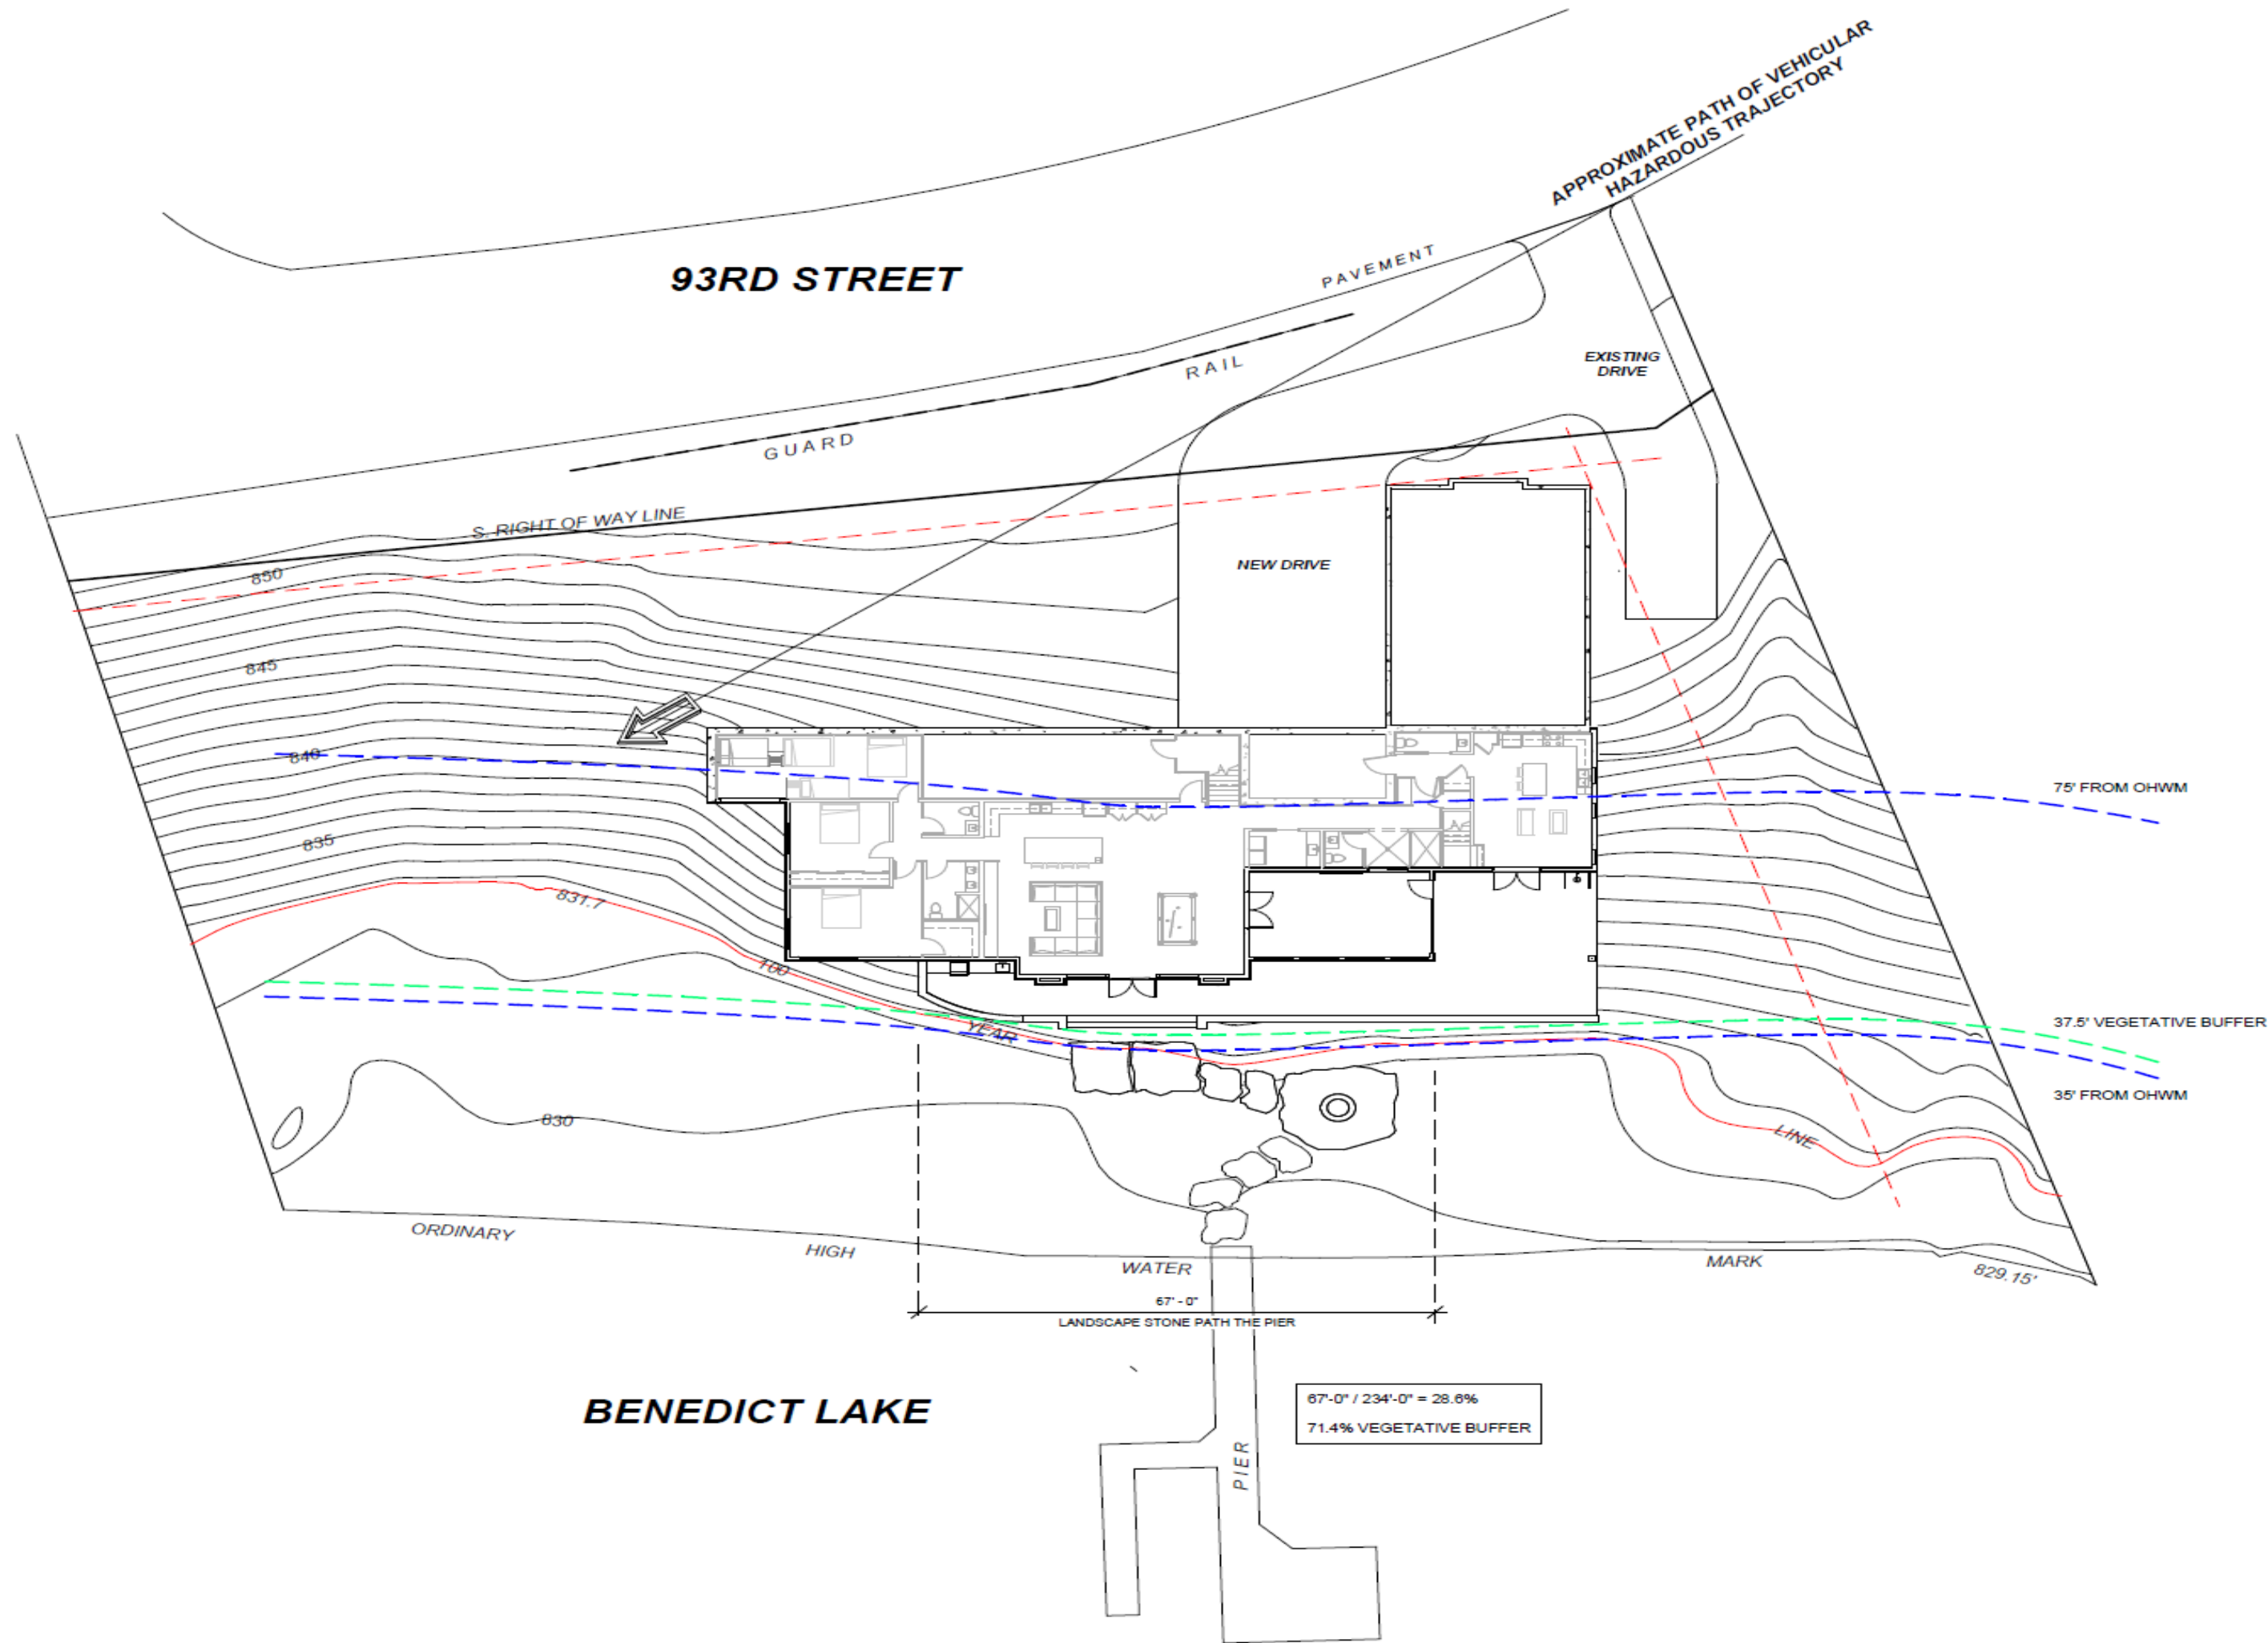 APPROXIMATE PATH OF VEHICULAR
HAZARDOUS TRAJECTORY
93RD STREET
PAVEMENT
GUARD RAIL
EXISTING
DRIVE
S. RIGHT OF WAY LINE
NEW DRIVE
850
845
840
835
831.7
75' FROM OHWM
100 YEAR LINE
37.5' VEGETATIVE BUFFER
35' FROM OHWM
830
ORDINARY HIGH WATER MARK 829.15'
67' - 0"
LANDSCAPE STONE PATH THE PIER
BENEDICT LAKE
67'-0" / 234'-0" = 28.6%
71.4% VEGETATIVE BUFFER
PIER